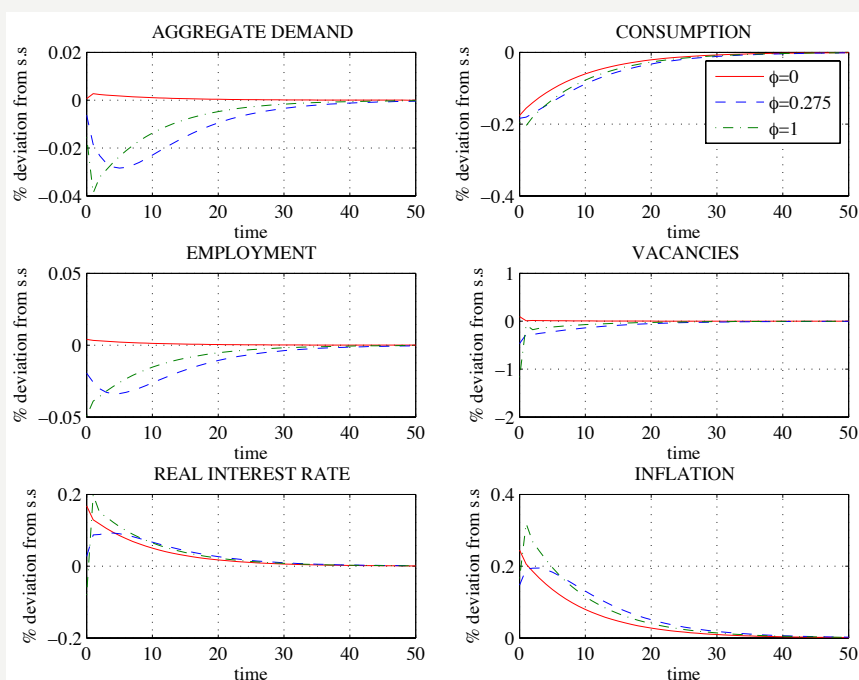 AGGREGATE DEMAND
% deviation from s.s
0.02
0
−0.02
−0.04
0 10 20 30 40 50
time
CONSUMPTION
% deviation from s.s
0
−0.2
−0.4
0 10 20 30 40 50
time
ϕ=0
ϕ=0.275
ϕ=1
EMPLOYMENT
% deviation from s.s
0.05
0
−0.05
0 10 20 30 40 50
time
VACANCIES
% deviation from s.s
1
0
−1
−2
0 10 20 30 40 50
time
REAL INTEREST RATE
% deviation from s.s
0.2
0
−0.2
0 10 20 30 40 50
time
INFLATION
% deviation from s.s
0.4
0.2
0
0 10 20 30 40 50
time